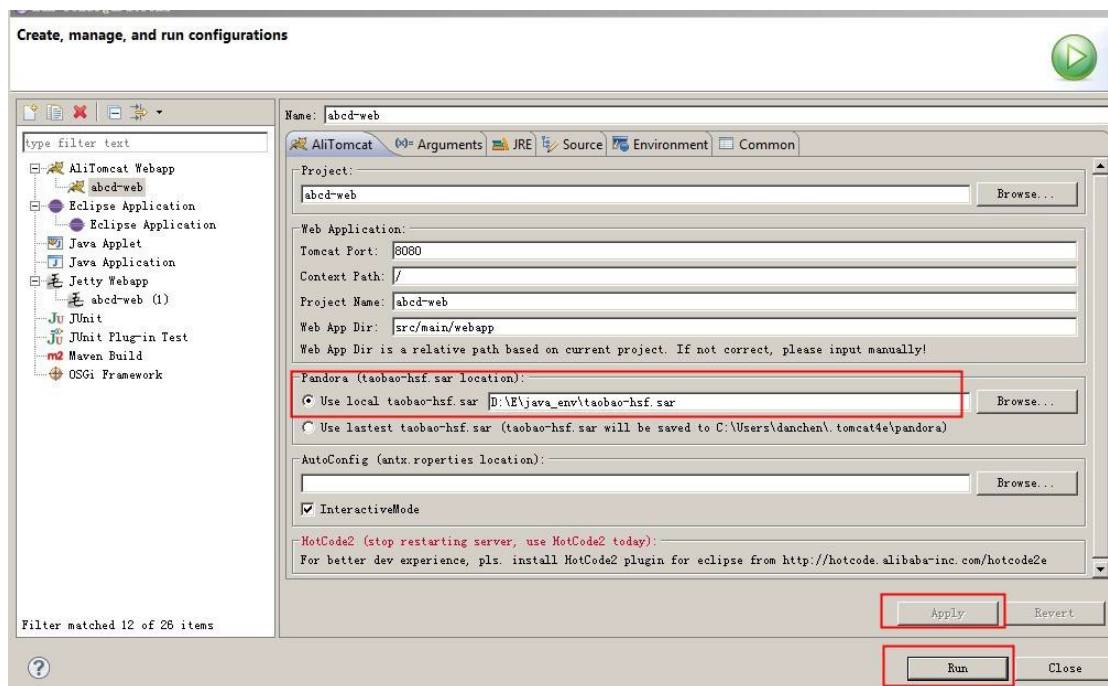 Create, manage, and run configurations
type filter text
AliTomcat Webapp
abcd-web
Eclipse Application
Eclipse Application
Java Applet
Java Application
Jetty Webapp
abcd-web (1)
Ju JUnit
JUnit Plug-in Test
m2 Maven Build
OSGi Framework
Filter matched 12 of 26 items
Name: abcd-web
AliTomcat (x)= Arguments JRE Source Environment Common
Project:
abcd-web Browse...
Web Application:
Tomcat Port: 8080
Context Path: /
Project Name: abcd-web
Web App Dir: src/main/webapp
Web App Dir is a relative path based on current project. If not correct, please input manually!
Pandora (taobao-hsf.sar location):
Use local taobao-hsf.sar D:\E\java_env\taobao-hsf.sar Browse...
Use lastest taobao-hsf.sar (taobao-hsf.sar will be saved to C:\Users\danchen\.tomcat4e\pandora)
AutoConfig (antx.roperties location):
Browse...
InteractiveMode
HotCode2 (stop restarting server, use HotCode2 today):
For better dev experience, pls. install HotCode2 plugin for eclipse from http://hotcode.alibaba-inc.com/hotcode2e
Apply Revert
? Run Close